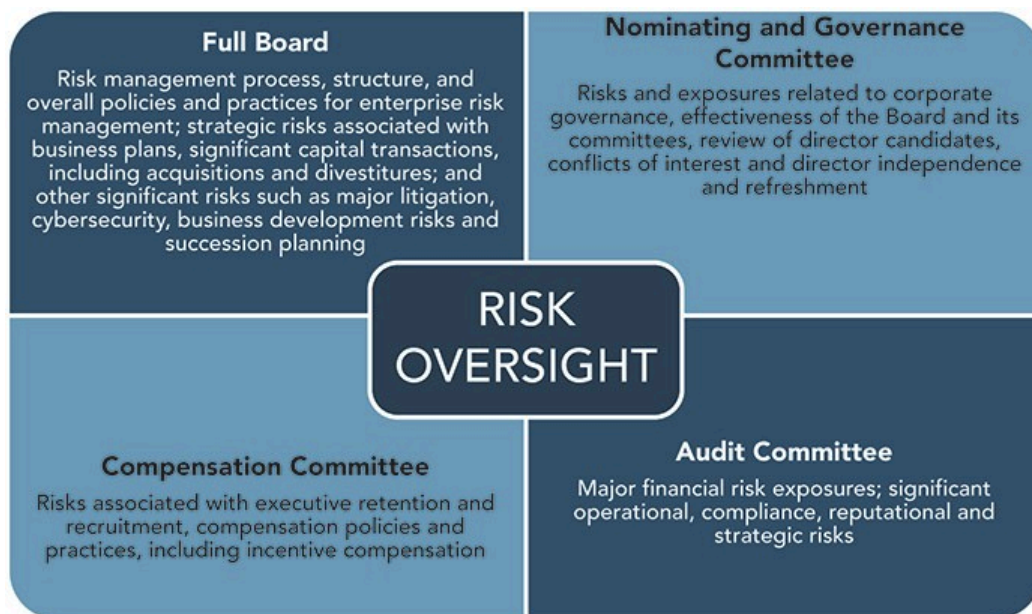 Full Board
Risk management process, structure, and
overall policies and practices for enterprise risk
management; strategic risks associated with
business plans, significant capital transactions,
including acquisitions and divestitures; and
other significant risks such as major litigation,
cybersecurity, business development risks and
succession planning
Nominating and Governance
Committee
Risks and exposures related to corporate
governance, effectiveness of the Board and its
committees, review of director candidates,
conflicts of interest and director independence
and refreshment
RISK
OVERSIGHT
Compensation Committee
Risks associated with executive retention and
recruitment, compensation policies and
practices, including incentive compensation
Audit Committee
Major financial risk exposures; significant
operational, compliance, reputational and
strategic risks